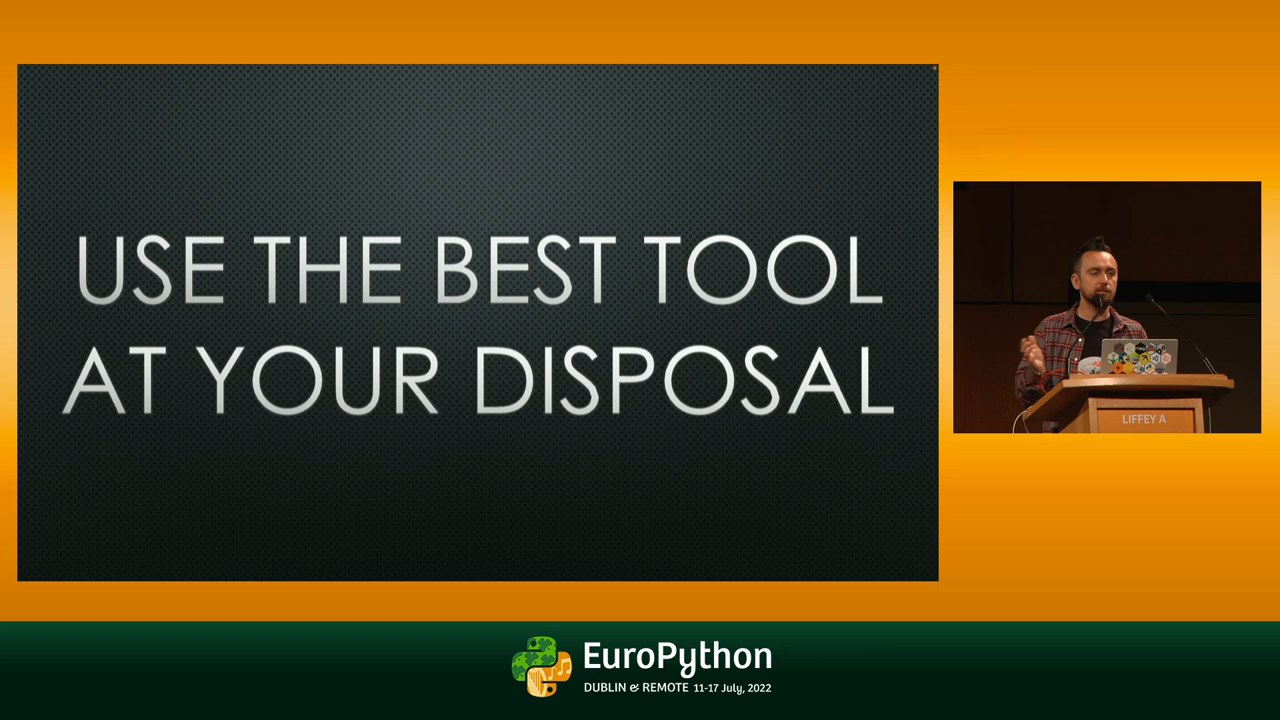 USE THE BEST TOOL
AT YOUR DISPOSAL
LIFFEY A
EuroPython
DUBLIN & REMOTE 11-17 July, 2022